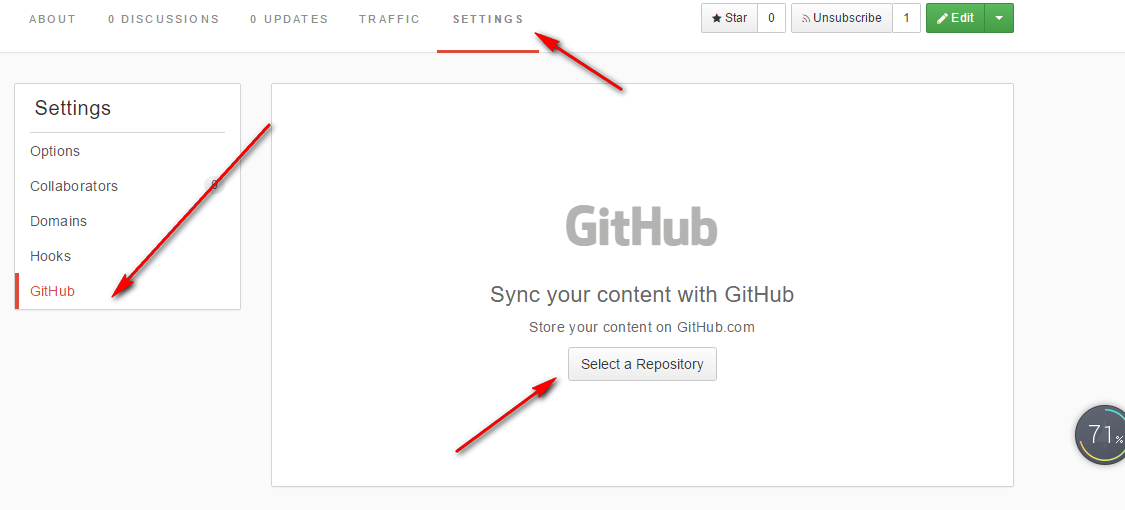 ABOUT 0 DISCUSSIONS 0 UPDATES TRAFFIC SETTINGS Star 0 Unsubscribe 1 Edit
Settings
Options
Collaborators 0
Domains
Hooks
GitHub
GitHub
Sync your content with GitHub
Store your content on GitHub.com
Select a Repository
71%